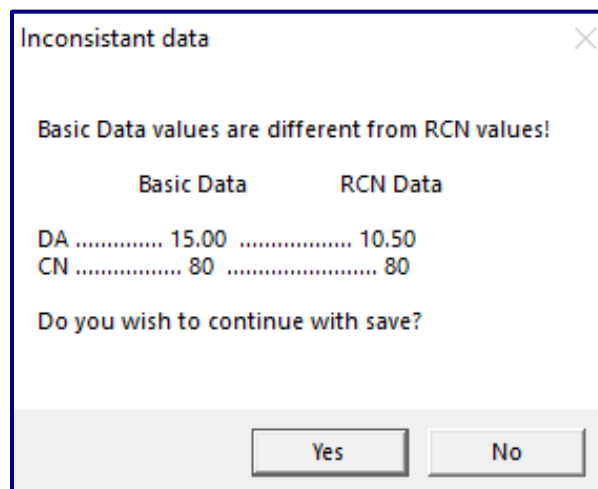 Inconsistant data
Basic Data values are different from RCN values!
Basic Data RCN Data
DA .............. 15.00 .................. 10.50
CN ................. 80 ........................ 80
Do you wish to continue with save?
Yes No